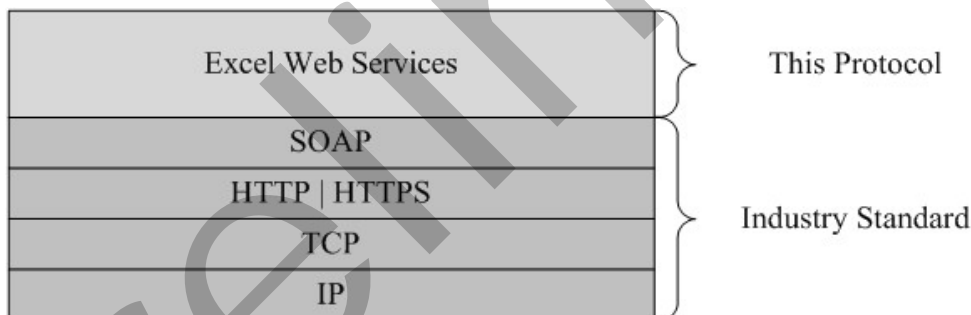 Excel Web Services
This Protocol
SOAP
HTTP | HTTPS
Industry Standard
TCP
IP